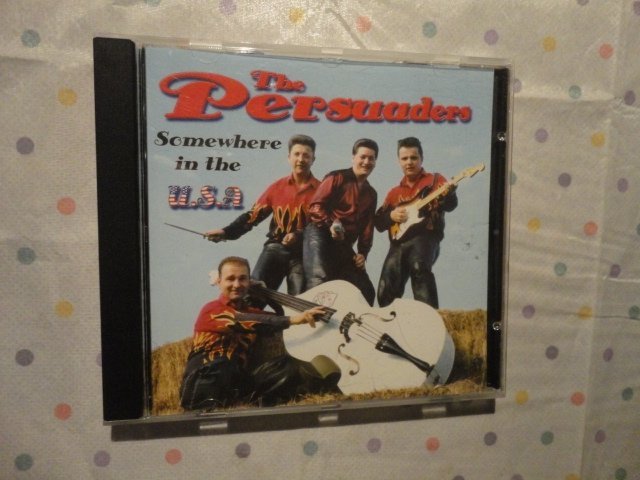 The
Persuaders
Somewhere
in the
U.S.A